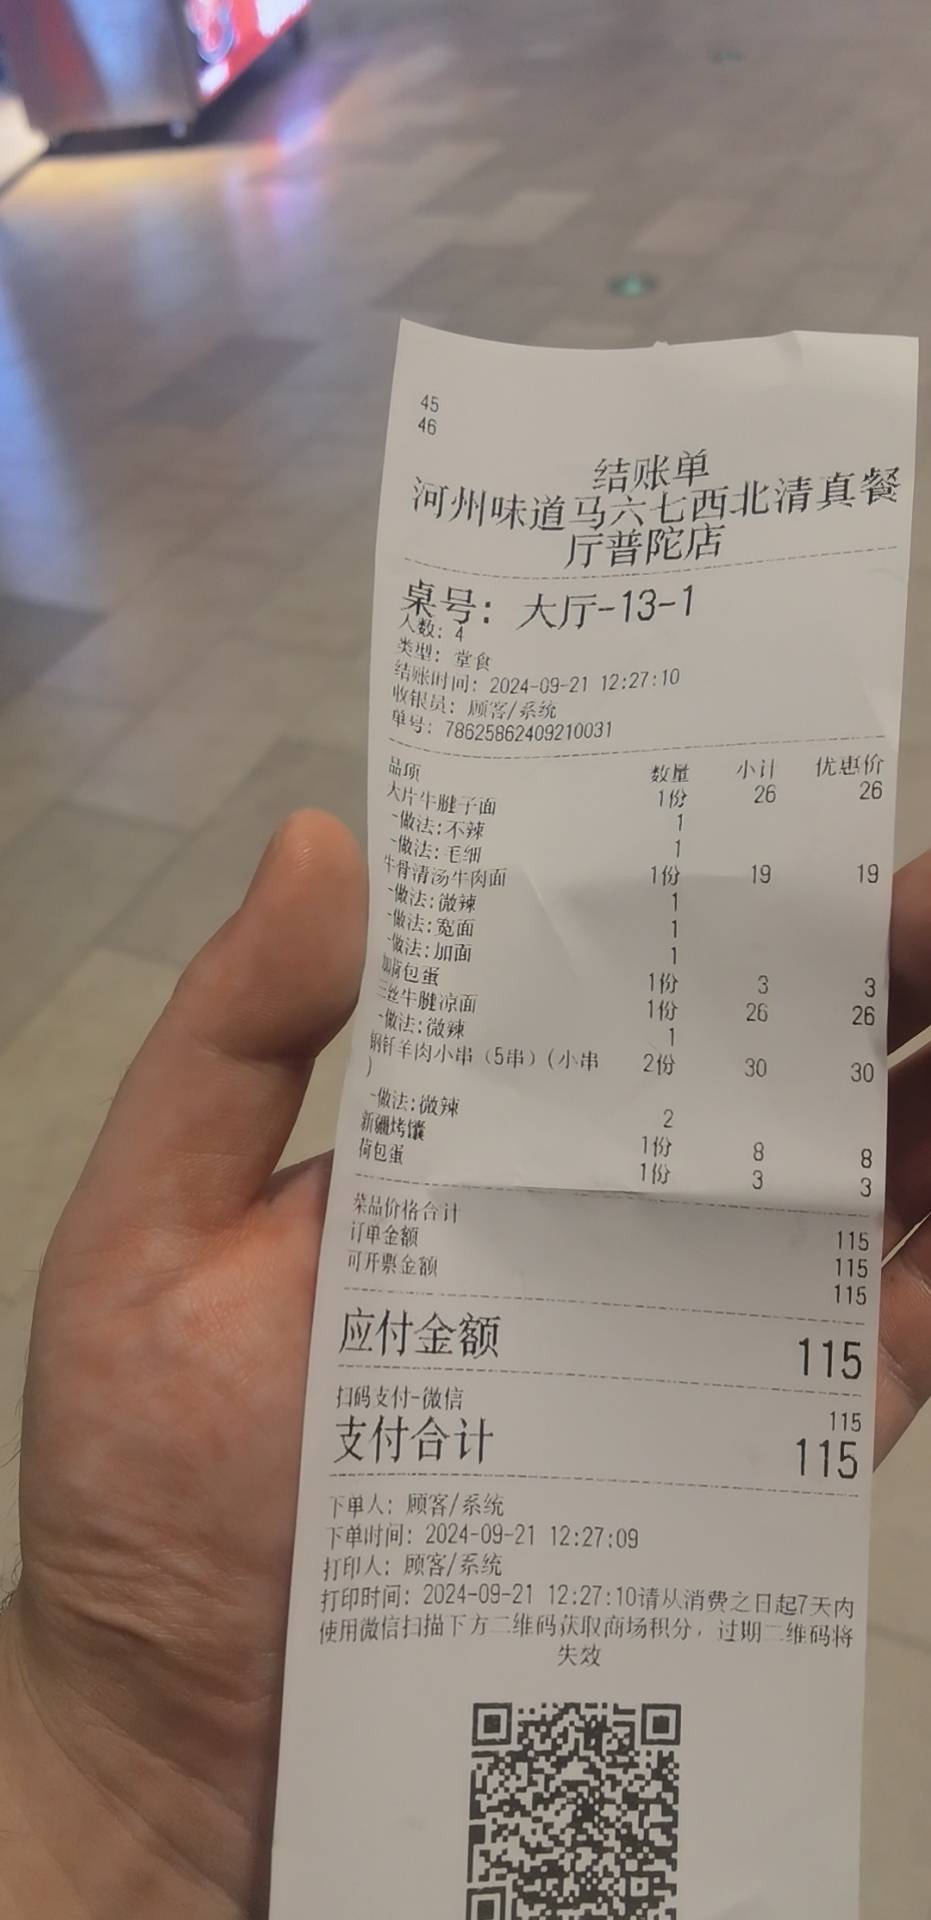 45
46
结账单
河州味道马六七西北清真餐
厅普陀店
桌号：大厅-13-1
人数：4
类型：堂食
结账时间：2024-09-21 12:27:10
收银员：顾客/系统
单号：78625862409210031
品项 数量 小计 优惠价
大片牛腱子面 1份 26 26
-做法:不辣 1
-做法:毛细 1
牛骨清汤牛肉面 1份 19 19
-做法:微辣 1
-做法:宽面 1
-做法:加面 1
加荷包蛋 1份 3 3
三丝牛腱凉面 1份 26 26
-做法:微辣 1
钢钎羊肉小串（5串）(小串 2份 30 30
)
-做法:微辣 2
新疆烤馕 1份 8 8
荷包蛋 1份 3 3
菜品价格合计 115
订单金额 115
可开票金额 115
应付金额 115
扫码支付-微信 115
支付合计 115
下单人：顾客/系统
下单时间：2024-09-21 12:27:09
打印人：顾客/系统
打印时间：2024-09-21 12:27:10请从消费之日起7天内
使用微信扫描下方二维码获取商场积分，过期二维码将
失效